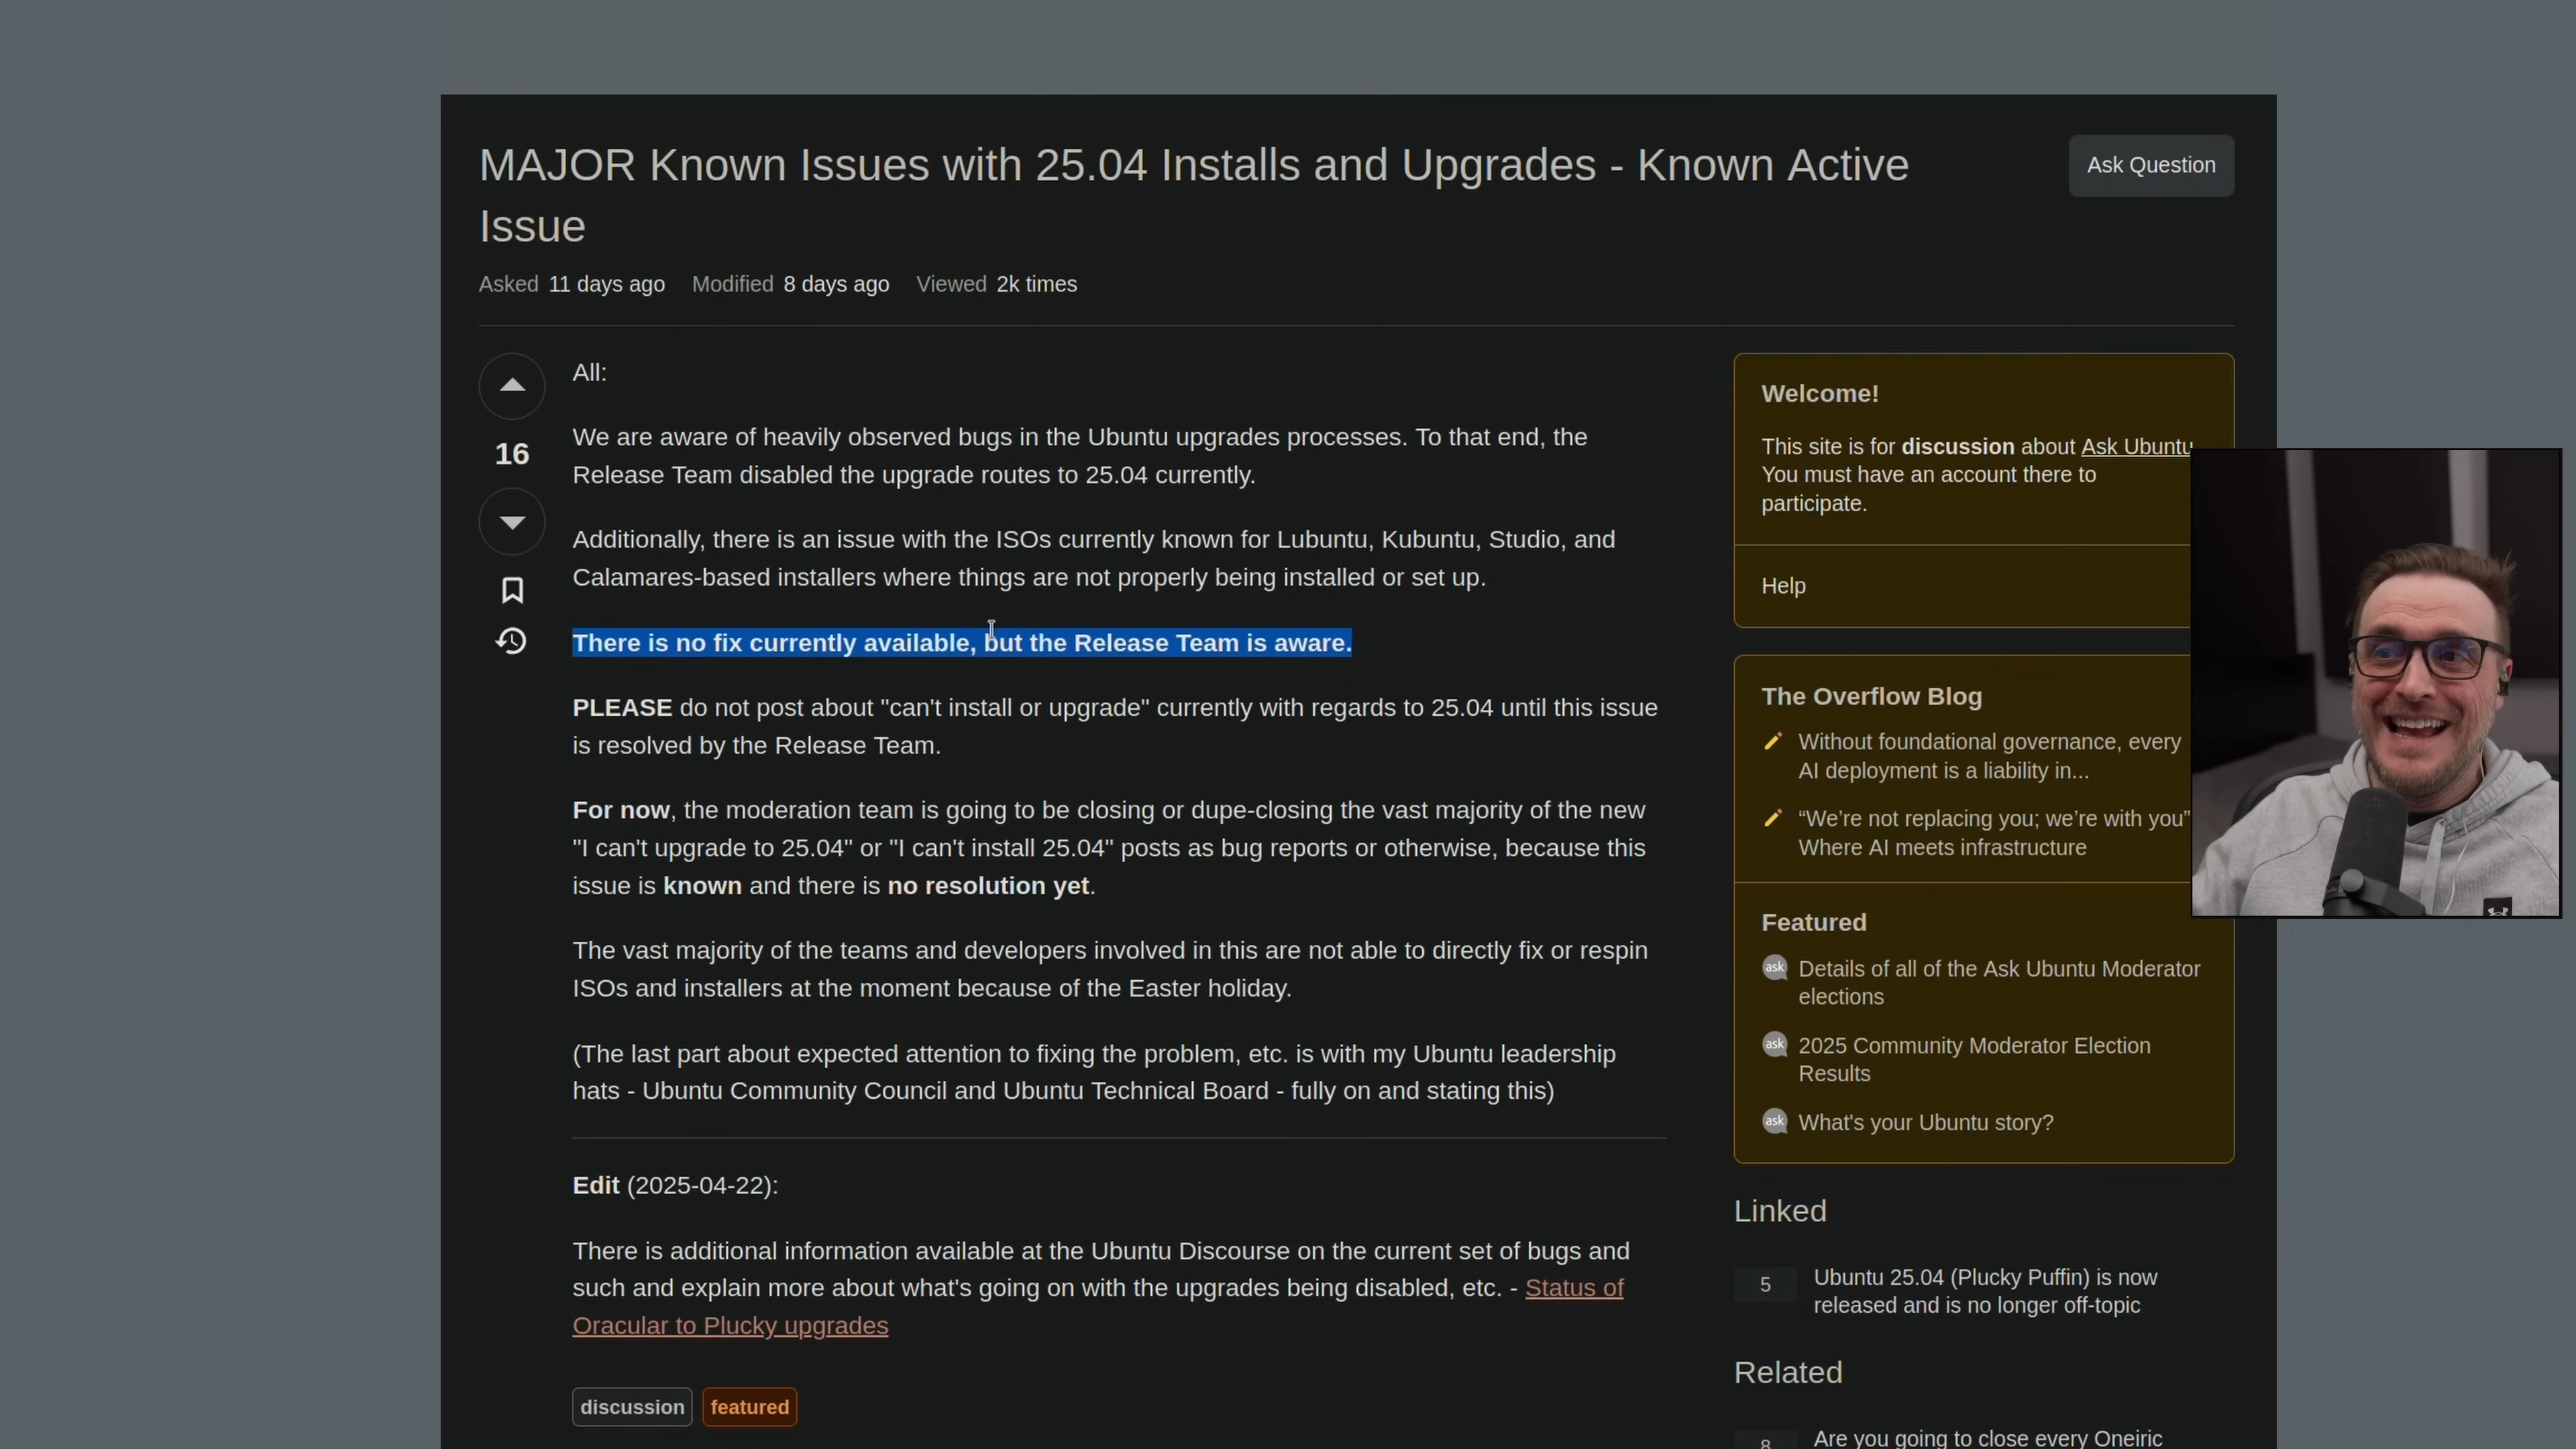 MAJOR Known Issues with 25.04 Installs and Upgrades - Known Active
Issue
Ask Question
Asked 11 days ago Modified 8 days ago Viewed 2k times
16
All:
We are aware of heavily observed bugs in the Ubuntu upgrades processes. To that end, the
Release Team disabled the upgrade routes to 25.04 currently.
Additionally, there is an issue with the ISOs currently known for Lubuntu, Kubuntu, Studio, and
Calamares-based installers where things are not properly being installed or set up.
There is no fix currently available, but the Release Team is aware.
PLEASE do not post about "can't install or upgrade" currently with regards to 25.04 until this issue
is resolved by the Release Team.
For now, the moderation team is going to be closing or dupe-closing the vast majority of the new
"I can't upgrade to 25.04" or "I can't install 25.04" posts as bug reports or otherwise, because this
issue is known and there is no resolution yet.
The vast majority of the teams and developers involved in this are not able to directly fix or respin
ISOs and installers at the moment because of the Easter holiday.
(The last part about expected attention to fixing the problem, etc. is with my Ubuntu leadership
hats - Ubuntu Community Council and Ubuntu Technical Board - fully on and stating this)
Edit (2025-04-22):
There is additional information available at the Ubuntu Discourse on the current set of bugs and
such and explain more about what's going on with the upgrades being disabled, etc. - Status of
Oracular to Plucky upgrades
discussion featured
Welcome!
This site is for discussion about Ask Ubuntu
You must have an account there to
participate.
Help
The Overflow Blog
Without foundational governance, every
AI deployment is a liability in...
“We’re not replacing you; we’re with you”
Where AI meets infrastructure
Featured
ask Details of all of the Ask Ubuntu Moderator
elections
ask 2025 Community Moderator Election
Results
ask What's your Ubuntu story?
Linked
5 Ubuntu 25.04 (Plucky Puffin) is now
released and is no longer off-topic
Related
8 Are you going to close every Oneiric